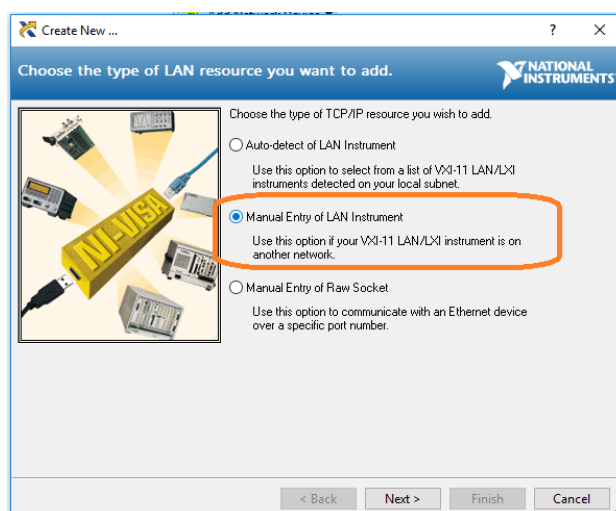 Create New ...
Choose the type of LAN resource you want to add.
NATIONAL
INSTRUMENTS
Choose the type of TCP/IP resource you wish to add.
Auto-detect of LAN Instrument
Use this option to select from a list of VXI-11 LAN/LXI
instruments detected on your local subnet.
Manual Entry of LAN Instrument
Use this option if your VXI-11 LAN/LXI instrument is on
another network.
NI-VISA
Manual Entry of Raw Socket
Use this option to communicate with an Ethernet device
over a specific port number.
< Back
Next >
Finish
Cancel